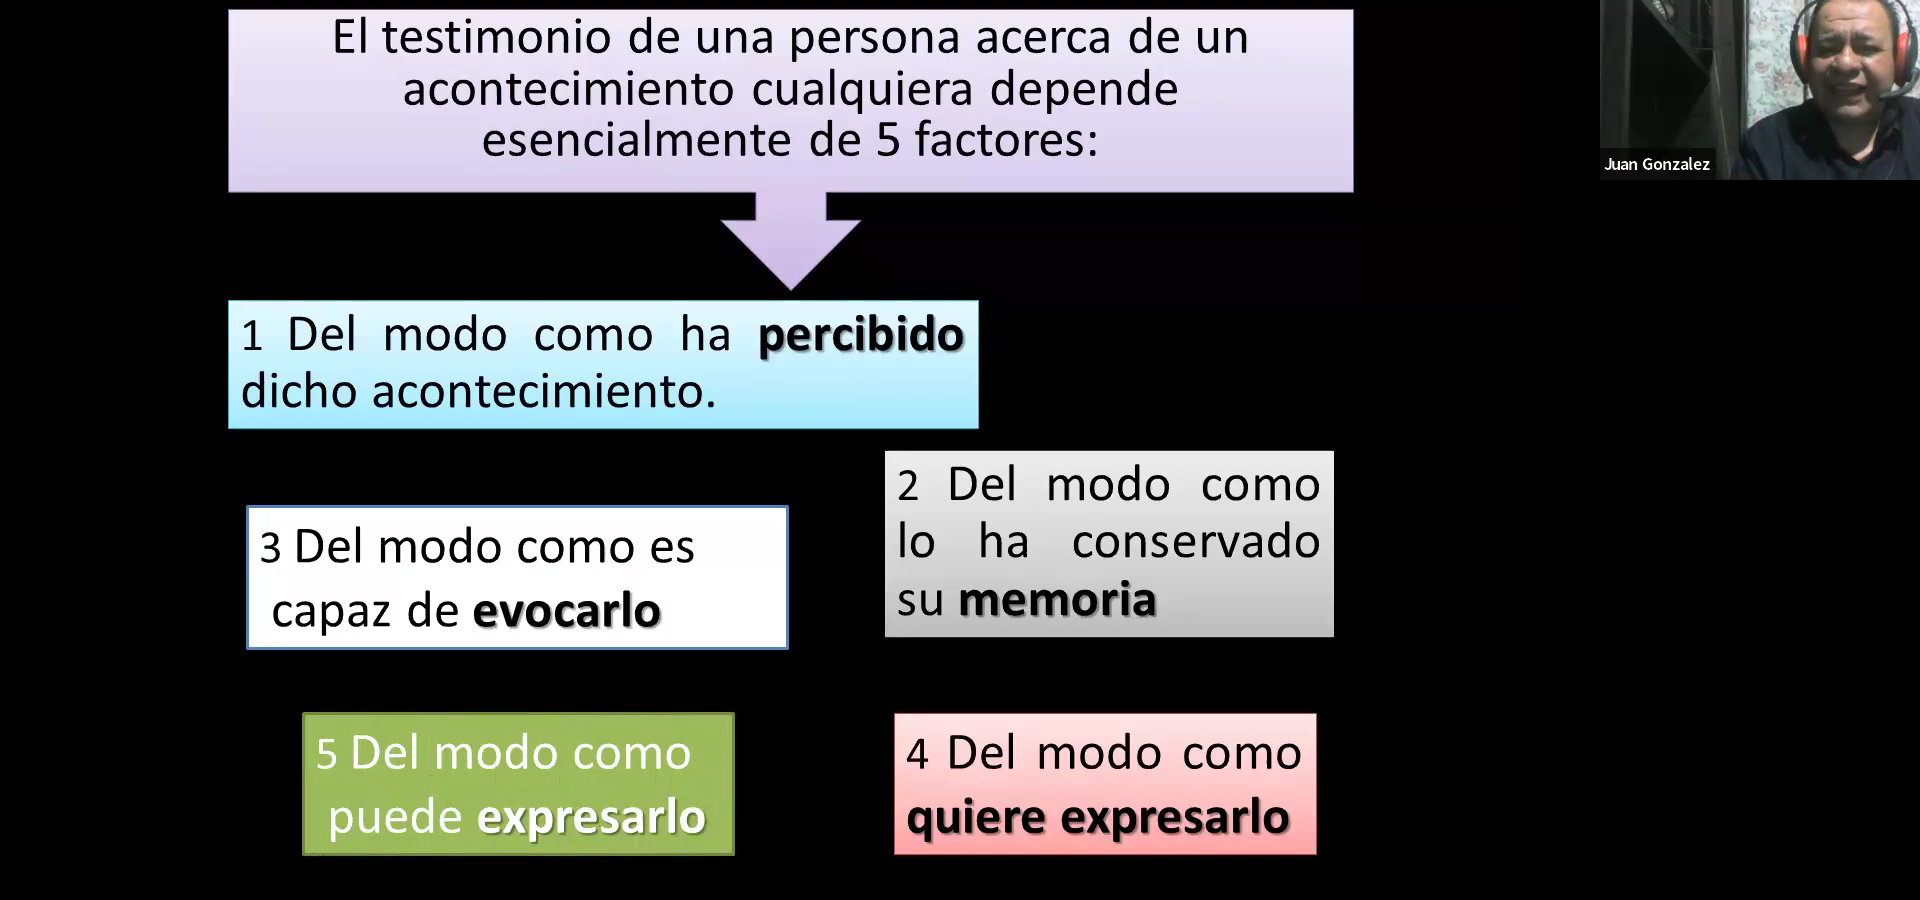 El testimonio de una persona acerca de un
acontecimiento cualquiera depende
esencialmente de 5 factores:
Juan Gonzalez
1 Del modo como ha percibido
dicho acontecimiento.
2 Del modo como
lo ha conservado
su memoria
3 Del modo como es
capaz de evocarlo
4 Del modo como
quiere expresarlo
5 Del modo como
puede expresarlo